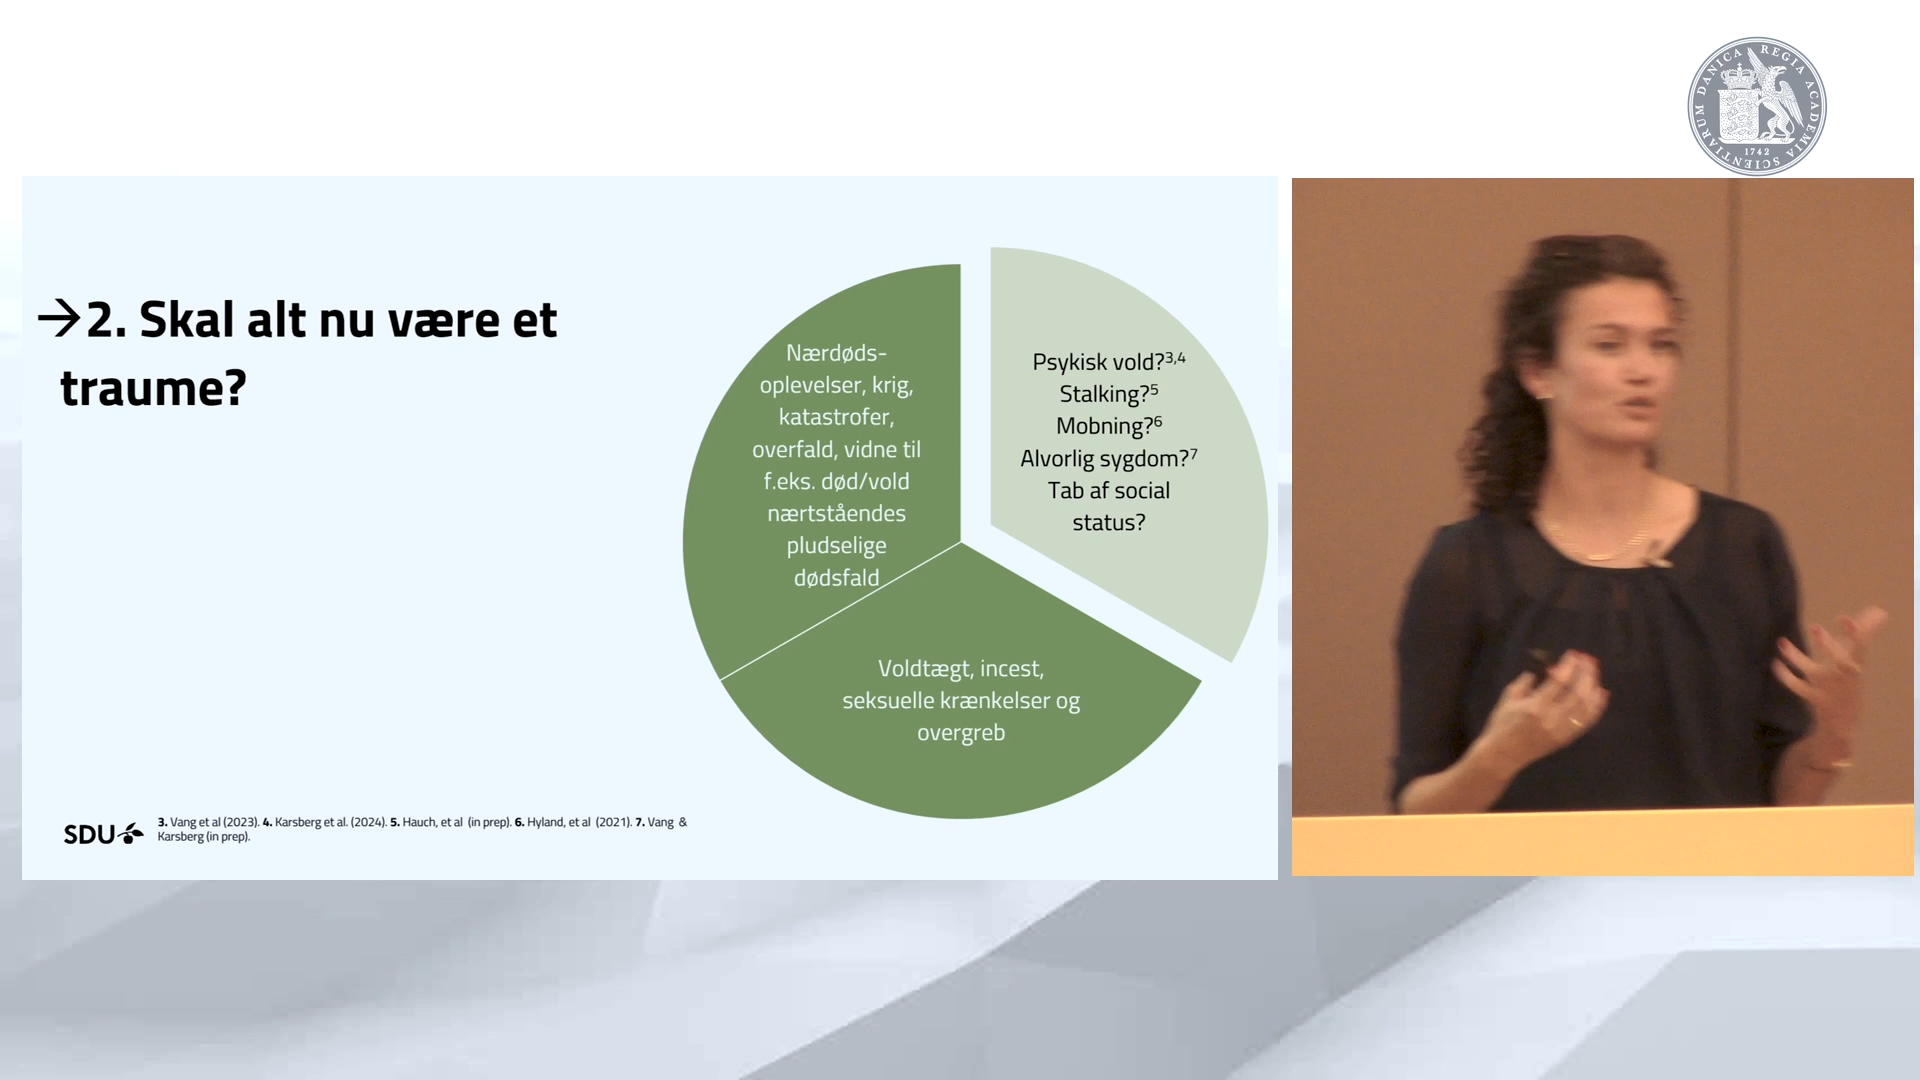 REGIA ACADEMIA SCIENTIARUM DANICA
1742
→2. Skal alt nu være et
traume?
Nærdøds-
oplevelser, krig,
katastrofer,
overfald, vidne til
f.eks. død/vold
nærtståendes
pludselige
dødsfald
Psykisk vold?3,4
Stalking?5
Mobning?6
Alvorlig sygdom?7
Tab af social
status?
Voldtægt, incest,
seksuelle krænkelser og
overgreb
SDU
3. Vang et al (2023). 4. Karsberg et al. (2024). 5. Hauch, et al (in prep). 6. Hyland, et al (2021). 7. Vang &
Karsberg (in prep).